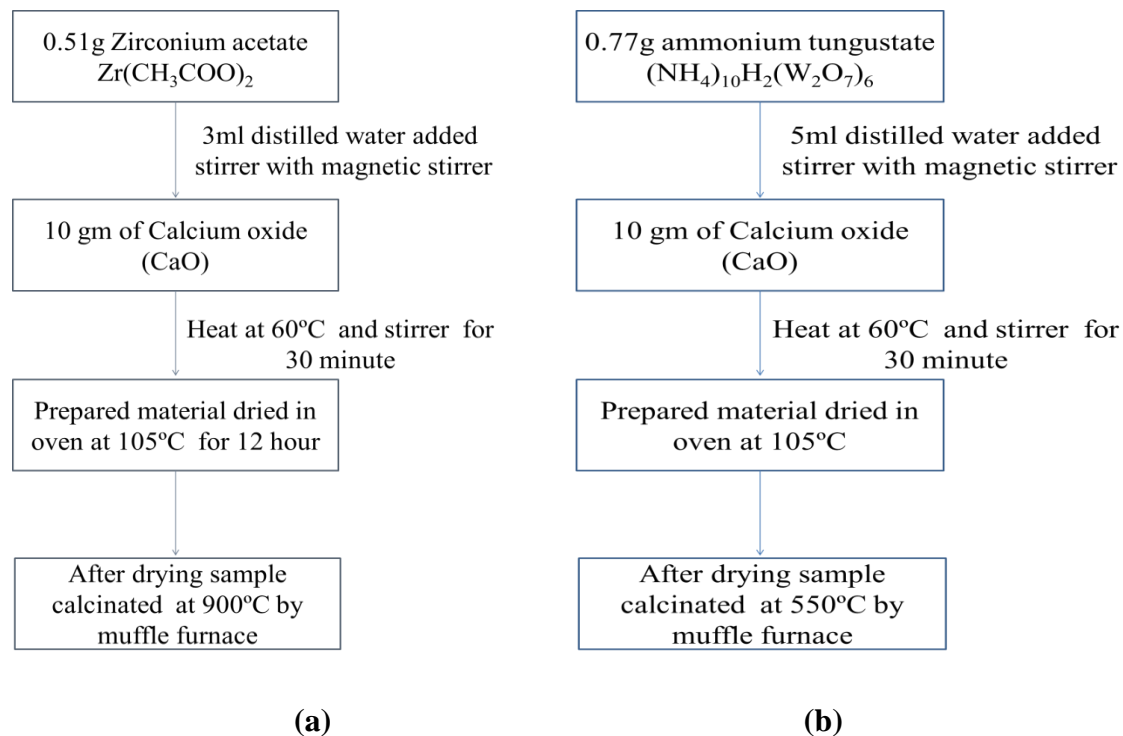 0.51g Zirconium acetate
Zr(CH₃COO)₂
3ml distilled water added
stirrer with magnetic stirrer
10 gm of Calcium oxide
(CaO)
Heat at 60ºC and stirrer for
30 minute
Prepared material dried in
oven at 105ºC for 12 hour
After drying sample
calcinated at 900ºC by
muffle furnace
(a)
0.77g ammonium tungustate
(NH₄)₁₀H₂(W₂O₇)₆
5ml distilled water added
stirrer with magnetic stirrer
10 gm of Calcium oxide
(CaO)
Heat at 60ºC and stirrer for
30 minute
Prepared material dried in
oven at 105ºC
After drying sample
calcinated at 550ºC by
muffle furnace
(b)